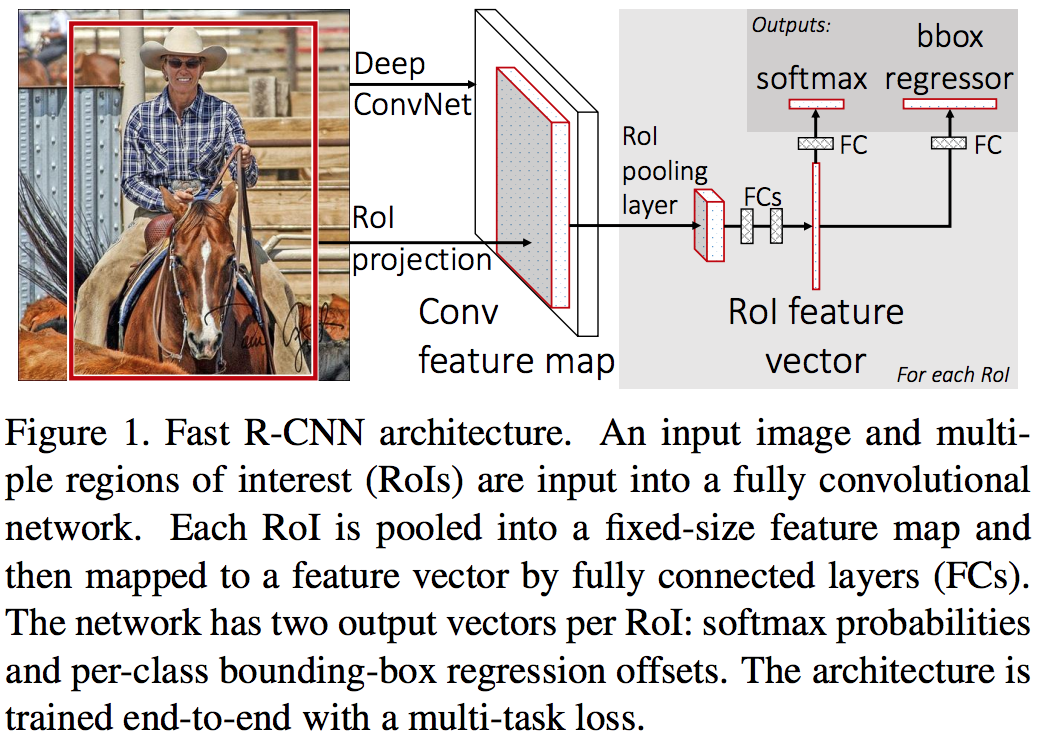 Outputs:
bbox
softmax regressor
Deep
ConvNet
FC
FC
RoI
pooling
layer
FCs
RoI
projection
Conv
feature map
RoI feature
vector
For each RoI
Figure 1. Fast R-CNN architecture. An input image and multi-
ple regions of interest (RoIs) are input into a fully convolutional
network. Each RoI is pooled into a fixed-size feature map and
then mapped to a feature vector by fully connected layers (FCs).
The network has two output vectors per RoI: softmax probabilities
and per-class bounding-box regression offsets. The architecture is
trained end-to-end with a multi-task loss.